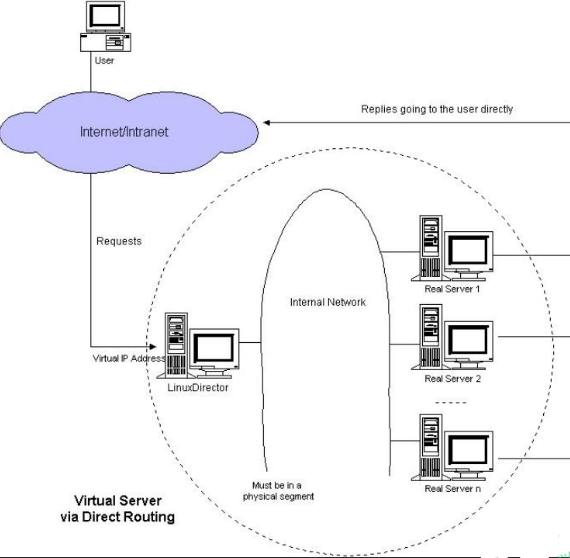 User
Internet/Intranet
Replies going to the user directly
Requests
Real Server 1
Internal Network
Virtual IP Address
Real Server 2
LinuxDirector
Must be in a
physical segment
Real Server n
Virtual Server
via Direct Routing